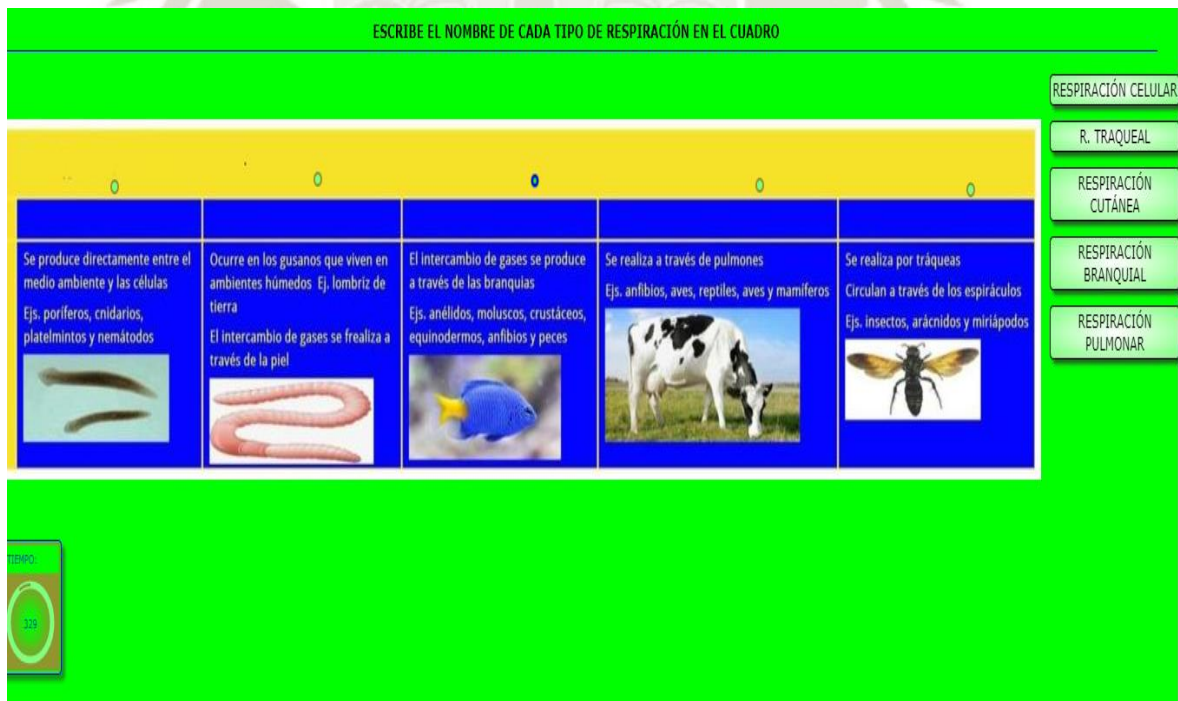 ESCRIBE EL NOMBRE DE CADA TIPO DE RESPIRACIÓN EN EL CUADRO
RESPIRACIÓN CELULAR
R. TRAQUEAL
RESPIRACIÓN
CUTÁNEA
RESPIRACIÓN
BRANQUIAL
RESPIRACIÓN
PULMONAR
Se produce directamente entre el
medio ambiente y las células
Ejs. poríferos, cnidarios,
platelmintos y nemátodos
Ocurre en los gusanos que viven en
ambientes húmedos Ej. lombriz de
tierra
El intercambio de gases se frealiza a
través de la piel
El intercambio de gases se produce
a través de las branquias
Ejs. anélidos, moluscos, crustáceos,
equinodermos, anfibios y peces
Se realiza a través de pulmones
Ejs. anfibios, aves, reptiles, aves y mamíferos
Se realiza por tráqueas
Circulan a través de los espiráculos
Ejs. insectos, arácnidos y miriápodos
TIEMPO:
329